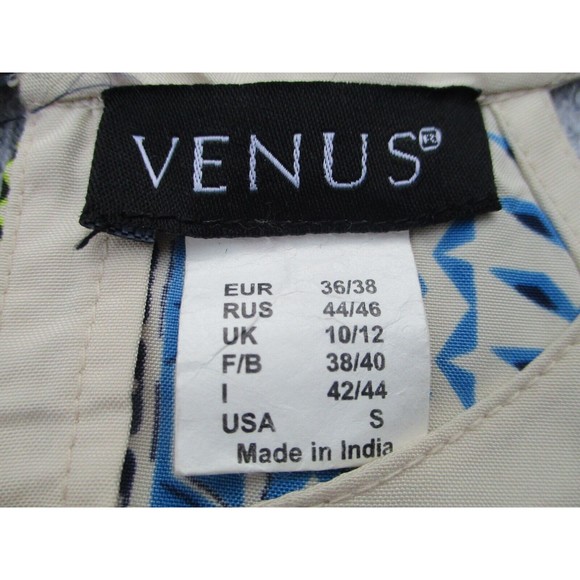 VENUS®
EUR 36/38
RUS 44/46
UK 10/12
F/B 38/40
I 42/44
USA S
Made in India